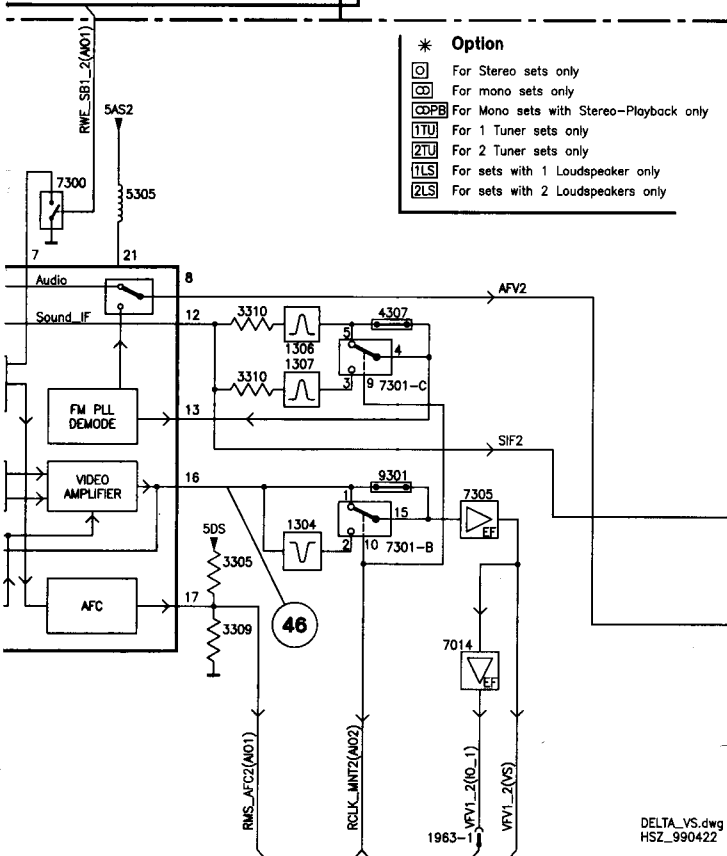 RWE_SB1_2(AIO1)
* Option
For Stereo sets only
For mono sets only
PB For Mono sets with Stereo-Playback only
1TU For 1 Tuner sets only
2TU For 2 Tuner sets only
1LS For sets with 1 Loudspeaker only
2LS For sets with 2 Loudspeakers only
5AS2
7300
5305
7
21
Audio
8
AFV2
Sound_IF
12
3310
1306
4307
5
4
1307
3310
3
9
7301-C
FM PLL
DEMODE
13
SIF2
VIDEO
AMPLIFIER
16
9301
1
15
7305
EF
5DS
1304
2
10
7301-B
3305
AFC
17
46
3309
7014
EF
RMS_AFC2(AIO1)
RCLK_MNT2(AIO2)
VFV1_2(IO_1)
VFV1_2(VS)
1963-1
DELTA_VS.dwg
HSZ_990422